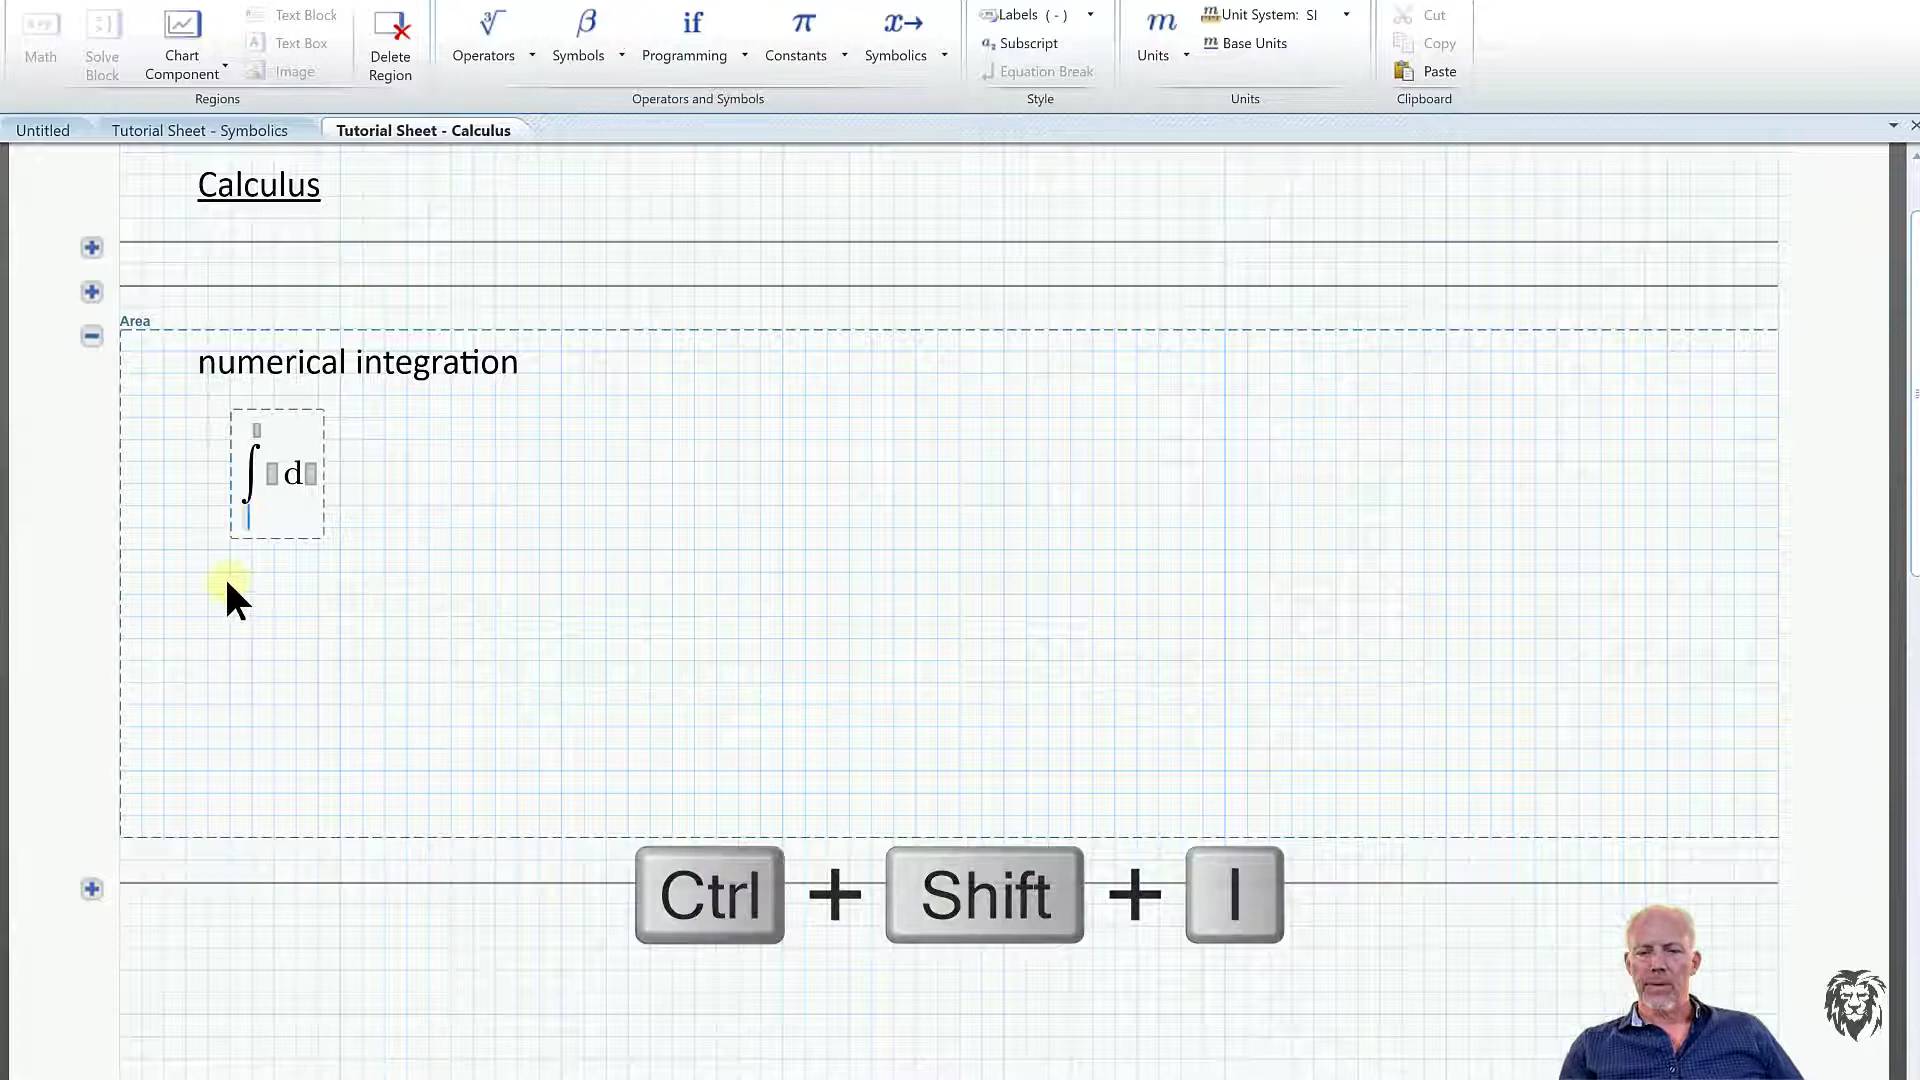 Math
Solve
Block
Chart
Component
Text Block
Text Box
Image
Delete
Region
Regions
Operators
Symbols
Programming
Constants
Symbolics
if
β
π
x→
Operators and Symbols
Labels ( - )
Subscript
Equation Break
Style
m
Units
Unit System: SI
Base Units
Units
Cut
Copy
Paste
Clipboard
Untitled
Tutorial Sheet - Symbolics
Tutorial Sheet - Calculus
Calculus
Area
numerical integration
∫ d
Ctrl + Shift + I